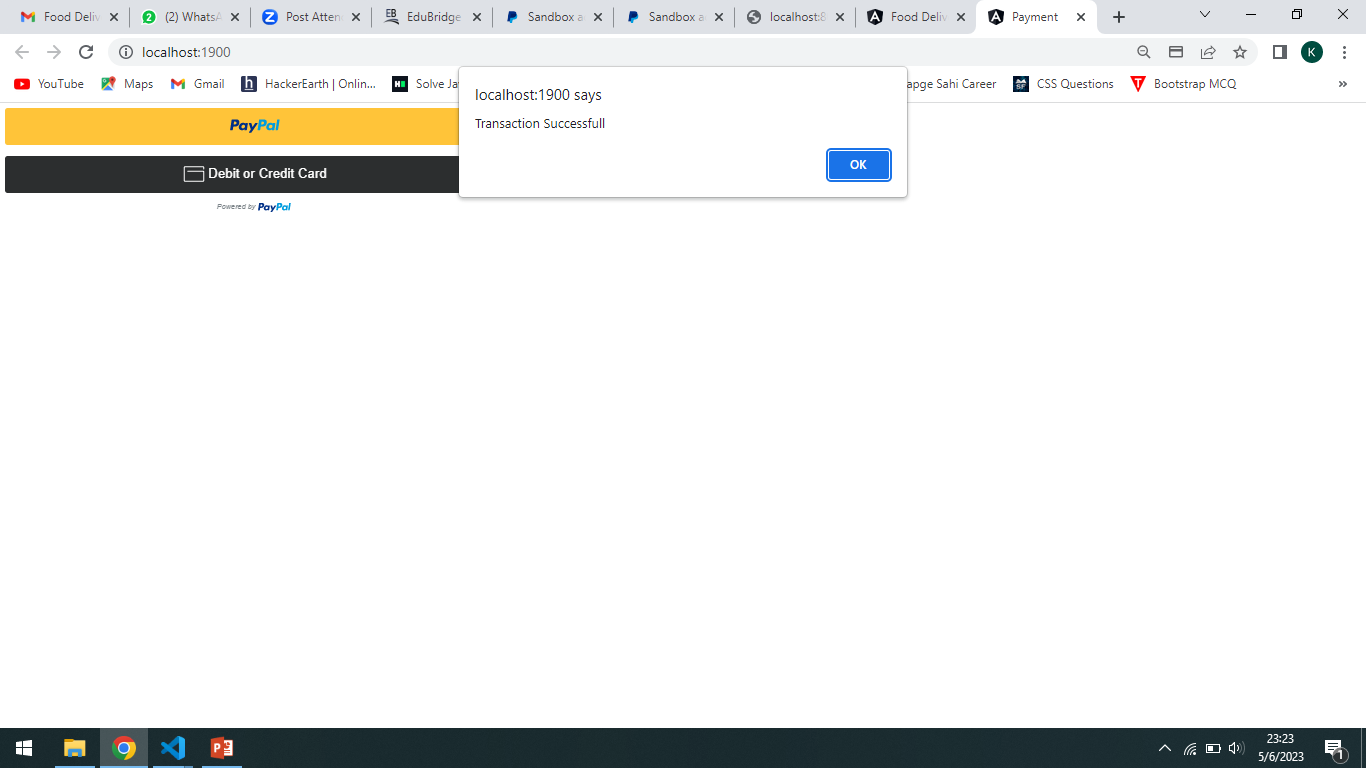 Food Deliv
(2) WhatsA
Post Atten
EduBridge
Sandbox a
Sandbox a
localhost:8
Food Deliv
Payment
localhost:1900
K
YouTube
Maps
Gmail
h
HackerEarth | Onlin...
Solve Ja
apge Sahi Career
CSS Questions
Bootstrap MCQ
»
localhost:1900 says
Transaction Successfull
OK
PayPal
Debit or Credit Card
Powered by PayPal
23:23
5/6/2023
1